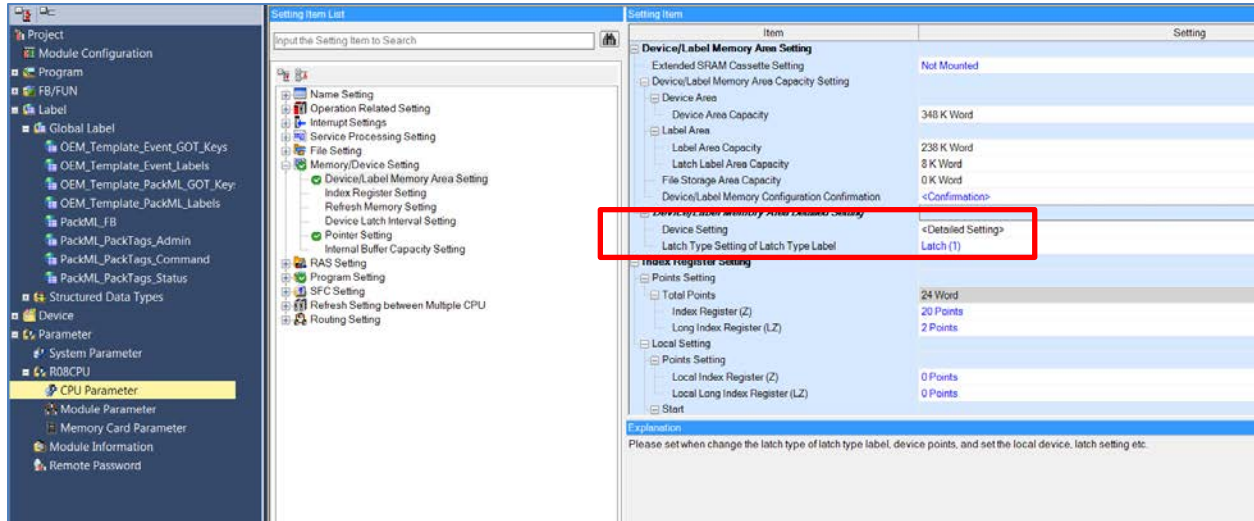 Project
Module Configuration
Program
FB/FUN
Label
Global Label
OEM_Template_Event_GOT_Keys
OEM_Template_Event_Labels
OEM_Template_PackML_GOT_Key
OEM_Template_PackML_Labels
PackML_FB
PackML_PackTags_Admin
PackML_PackTags_Command
PackML_PackTags_Status
Structured Data Types
Device
Parameter
System Parameter
R08CPU
CPU Parameter
Module Parameter
Memory Card Parameter
Module Information
Remote Password
Setting Item List
Input the Setting Item to Search
Name Setting
Operation Related Setting
Interrupt Settings
Service Processing Setting
File Setting
Memory/Device Setting
Device/Label Memory Area Setting
Index Register Setting
Refresh Memory Setting
Device Latch Interval Setting
Pointer Setting
Internal Buffer Capacity Setting
RAS Setting
Program Setting
SFC Setting
Refresh Setting between Multiple CPU
Routing Setting
Setting Item
Item Setting
Device/Label Memory Area Setting
Extended SRAM Cassette Setting Not Mounted
Device/Label Memory Area Capacity Setting
Device Area
Device Area Capacity 348 K Word
Label Area
Label Area Capacity 238 K Word
Latch Label Area Capacity 8 K Word
File Storage Area Capacity 0 K Word
Device/Label Memory Configuration Confirmation <Confirmation>
Device/Label Memory Area Detailed Setting
Device Setting <Detailed Setting>
Latch Type Setting of Latch Type Label Latch (1)
Index Register Setting
Points Setting
Total Points 24 Word
Index Register (Z) 20 Points
Long Index Register (LZ) 2 Points
Local Setting
Points Setting
Local Index Register (Z) 0 Points
Local Long Index Register (LZ) 0 Points
Start
Explanation
Please set when change the latch type of latch type label, device points, and set the local device, latch setting etc.